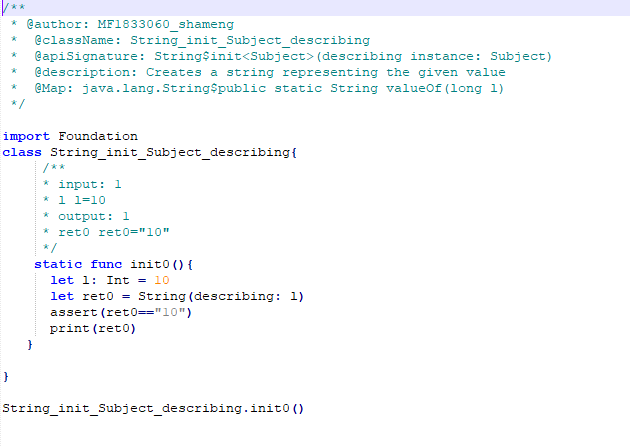 /**
 * @author: MF1833060_shameng
 *  @className: String_init_Subject_describing
 *  @apiSignature: String$init<Subject>(describing instance: Subject)
 *  @description: Creates a string representing the given value
 *  @Map: java.lang.String$public static String valueOf(long l)
 */
import Foundation
class String_init_Subject_describing{
     /**
     * input: 1
     * l l=10
     * output: 1
     * ret0 ret0="10"
     */
    static func init0(){
      let l: Int = 10
      let ret0 = String(describing: l)
      assert(ret0=="10")
      print(ret0)
   }
}
String_init_Subject_describing.init0()